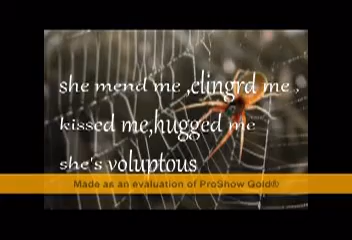 she mend me ,clingrd me ,
kissed me,hugged me
she's voluptous
Made as an evaluation of ProShow Gold®